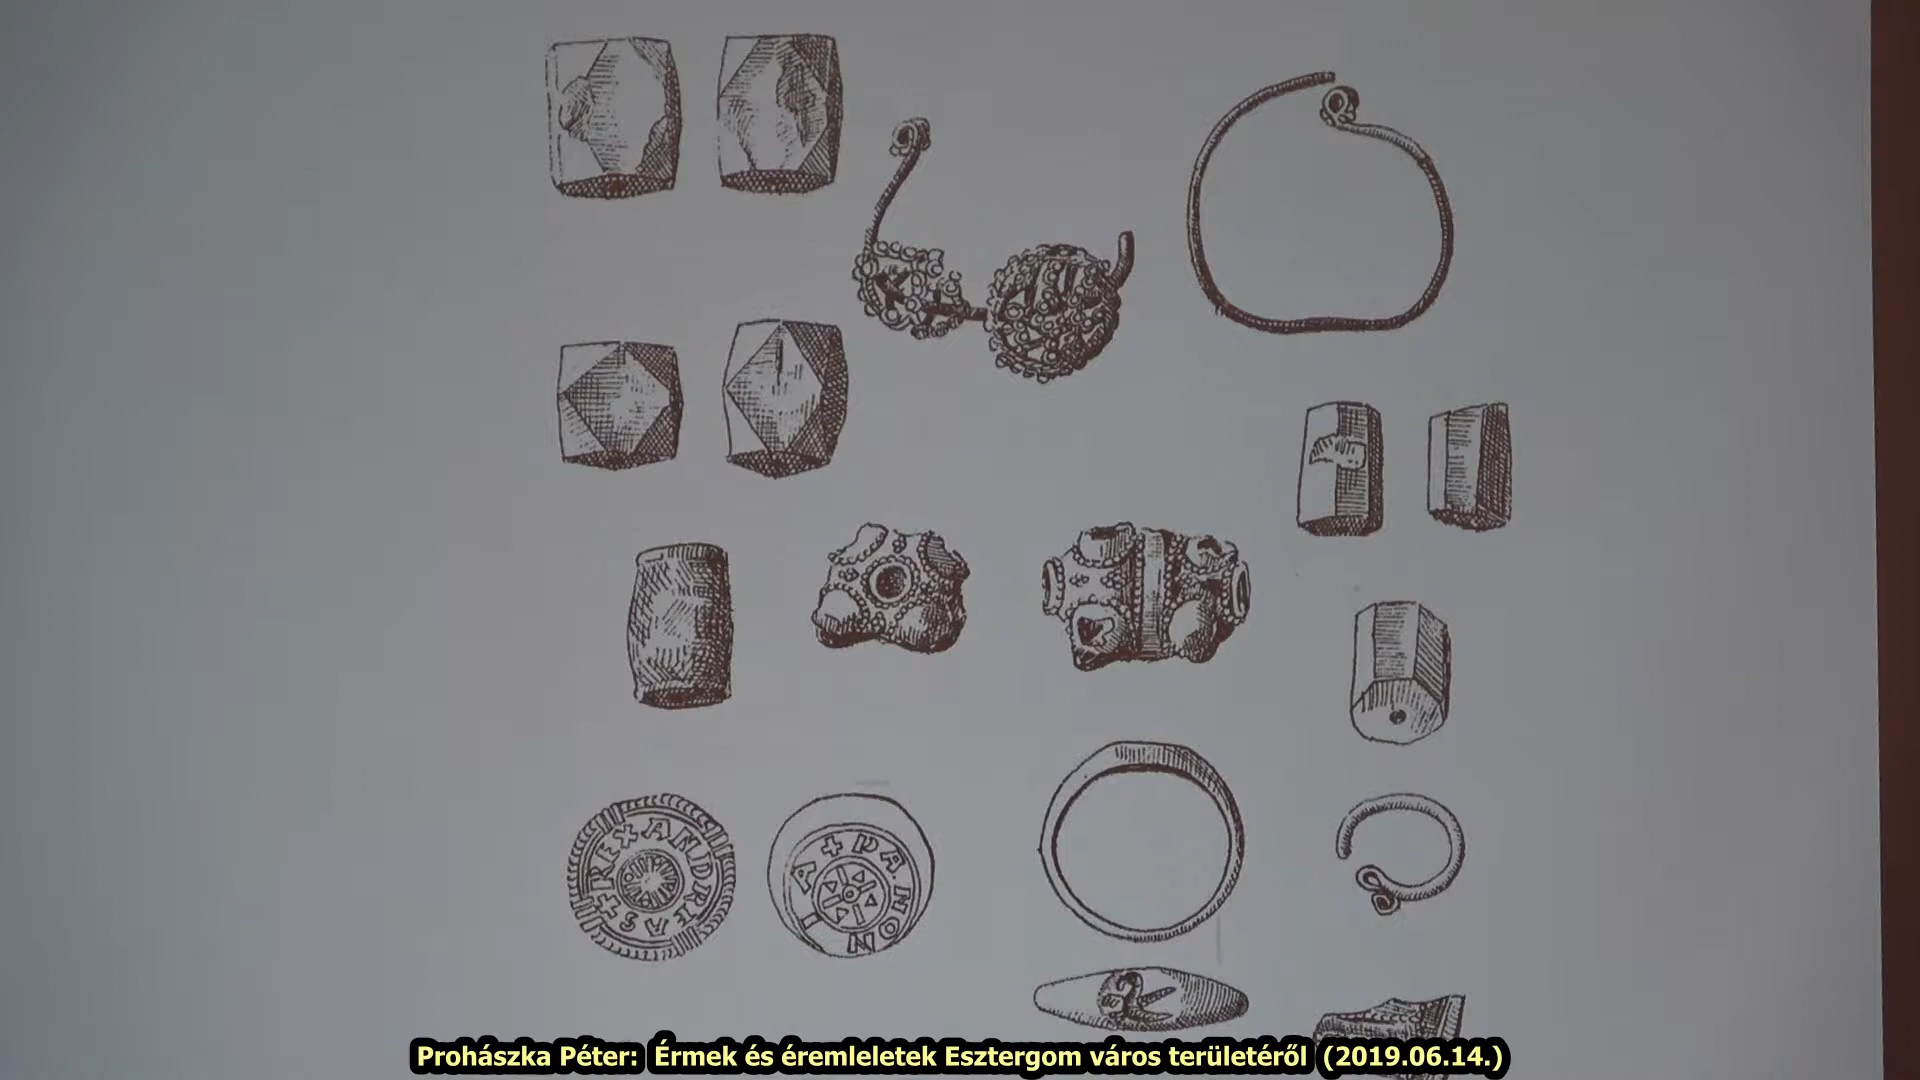 +REX ANDREAS
+PANONIA
Prohászka Péter: Érmek és éremleletek Esztergom város területéről (2019.06.14.)